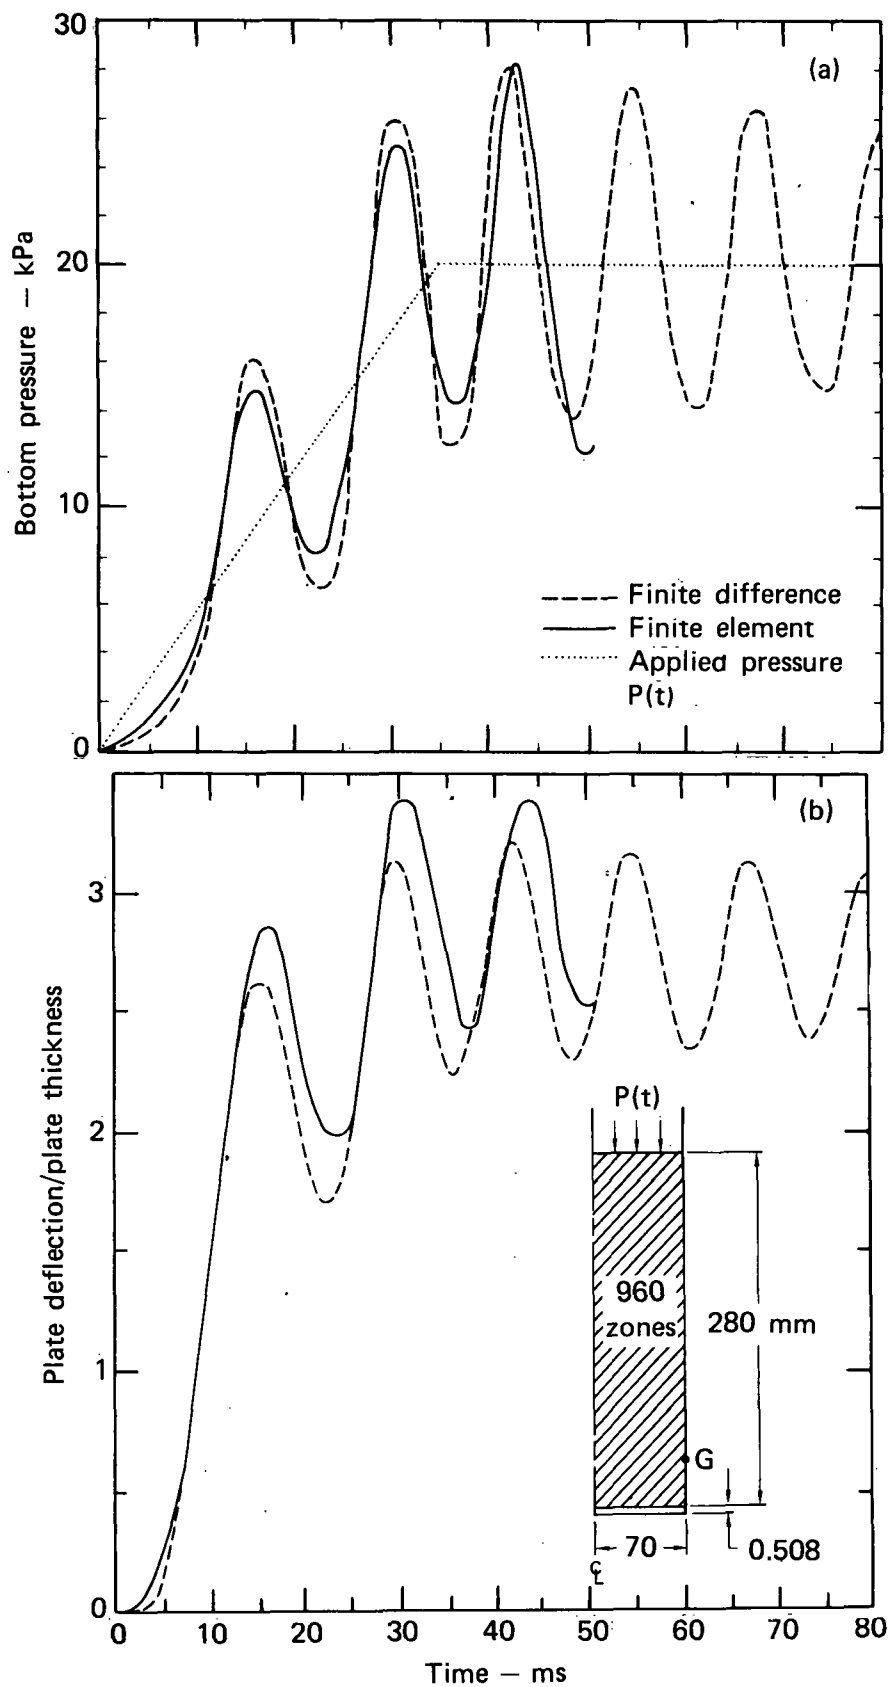 30
(a)
20
10
0
Bottom pressure — kPa
Finite difference
Finite element
Applied pressure
P(t)
(b)
3
2
1
0
Plate deflection/plate thickness
P(t)
960
zones
280 mm
G
70
0.508
℄
0 10 20 30 40 50 60 70 80
Time — ms